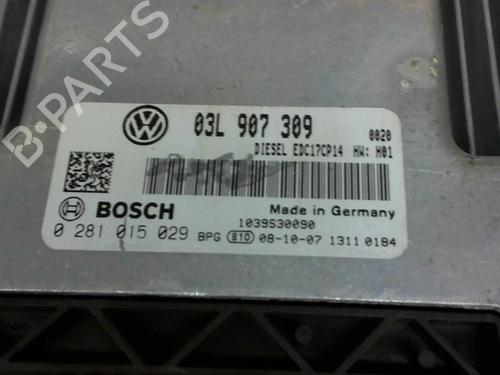 B-PARTS
03L 907 309
0020
DIESEL EDC17CP14 HW: H01
BOSCH
Made in Germany
1039S30090
0 281 015 029 BPG 810 08-10-07 1311 0184